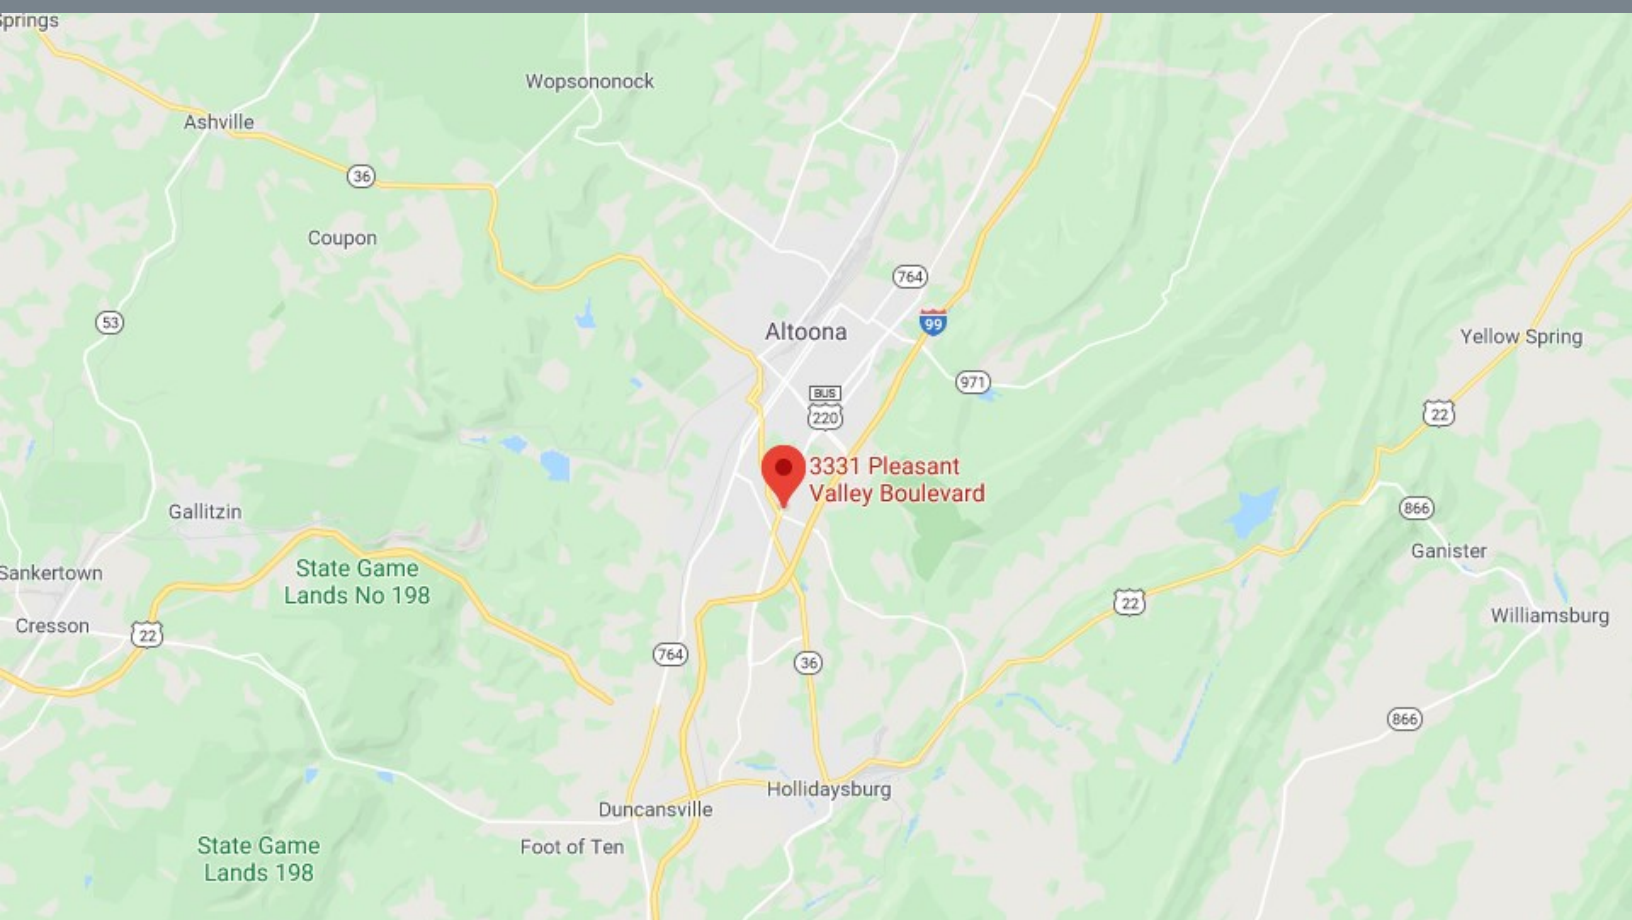 Springs
Wopsononock
Ashville
36
Coupon
764
53
99
Altoona
Yellow Spring
971
BUS
220
22
3331 Pleasant
Valley Boulevard
Gallitzin
866
Ganister
State Game
Lands No 198
Sankertown
22
Williamsburg
Cresson
22
764
36
866
Hollidaysburg
Duncansville
Foot of Ten
State Game
Lands 198